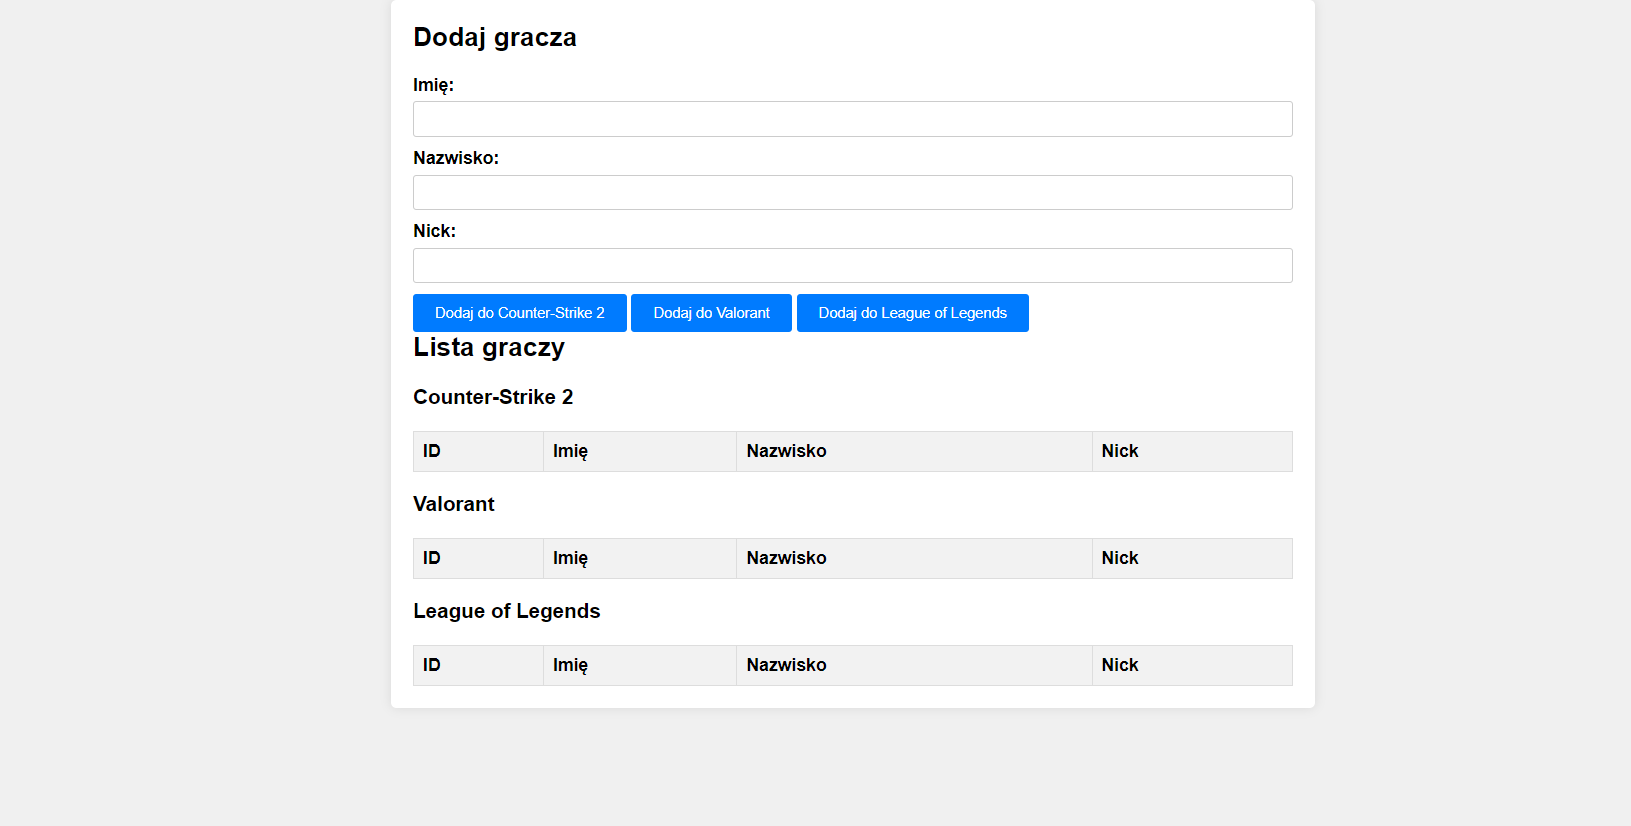 Dodaj gracza
Imię:
Nazwisko:
Nick:
Dodaj do Counter-Strike 2 Dodaj do Valorant Dodaj do League of Legends
Lista graczy
Counter-Strike 2
ID Imię Nazwisko Nick
Valorant
ID Imię Nazwisko Nick
League of Legends
ID Imię Nazwisko Nick